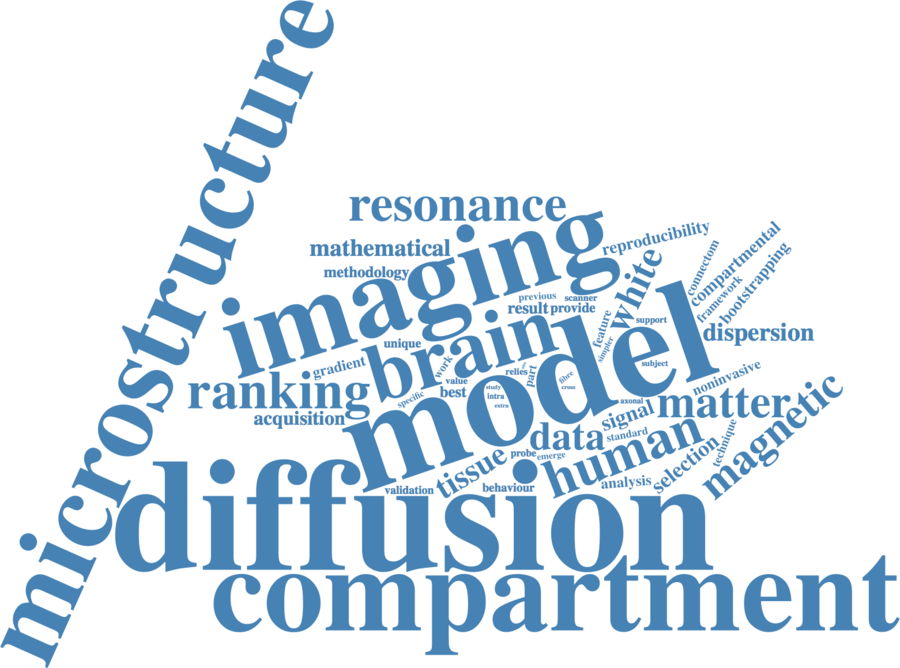 microstructure
resonance
imaging
mathematical
methodology
reproducibility
white
connectom
compartmental
framework
bootstrapping
previous
scanner
result
provide
feature
simpler
support
dispersion
unique
brain
model
gradient
work
relies
part
subject
ranking
specific
value
best
study
intra
extra
fibre
cross
axonal
noninvasive
acquisition
signal
matter
magnetic
data
standard
human
technique
tissue
probe
emerge
selection
analysis
validation
behaviour
diffusion
compartment